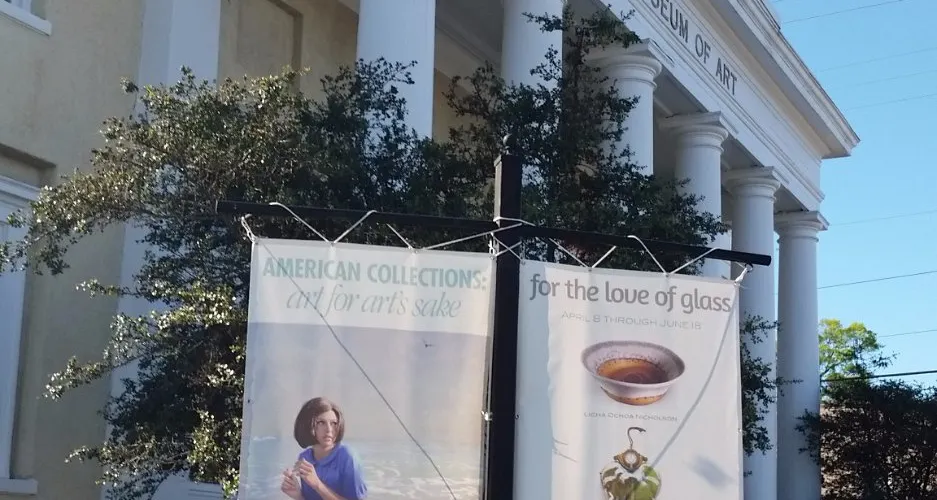 MUSEUM OF ART
AMERICAN COLLECTIONS:
art for art's sake
for the love of glass
APRIL 8 THROUGH JUNE 18